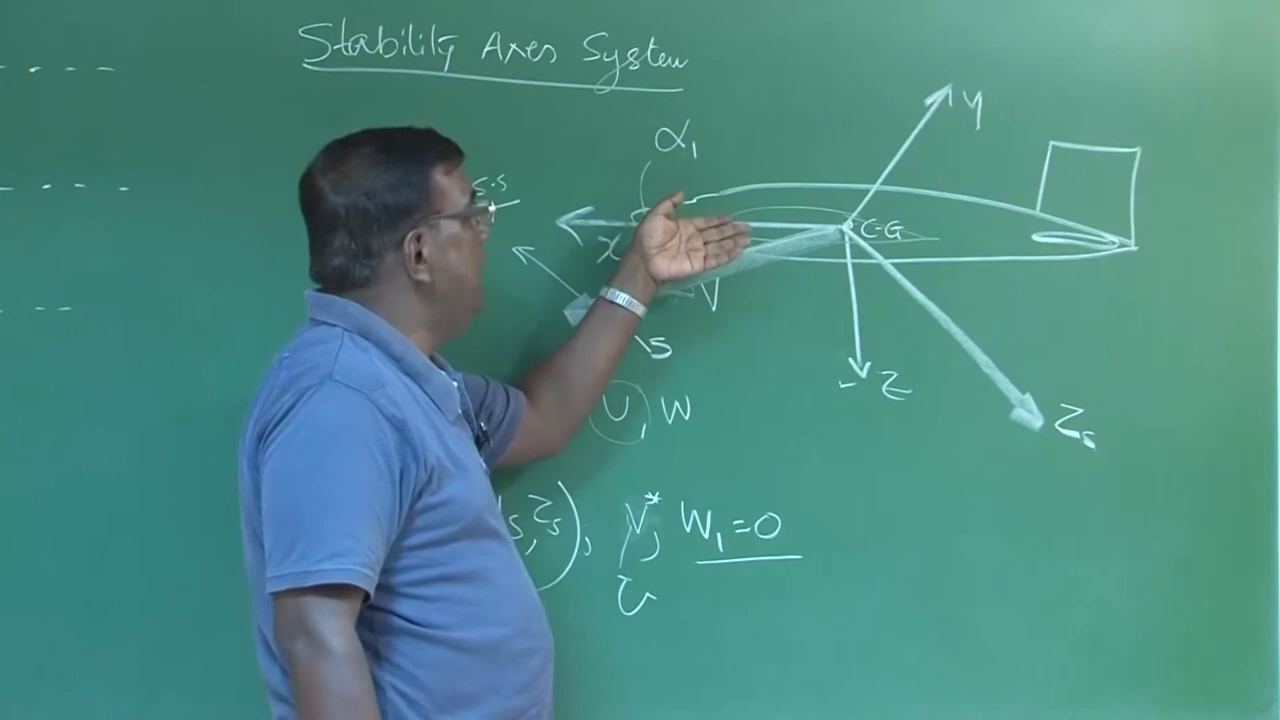 Stability Axes System
y
α₁
S.S
C-G
x
V
S
Z
U, W
Zₛ
S, Zₛ);
V*, W₁ = 0
U